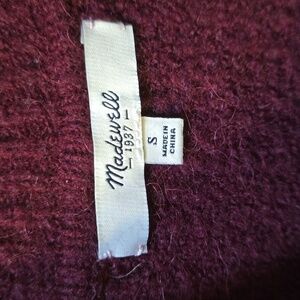 Madewell
— 1937 —
S
MADE IN
CHINA